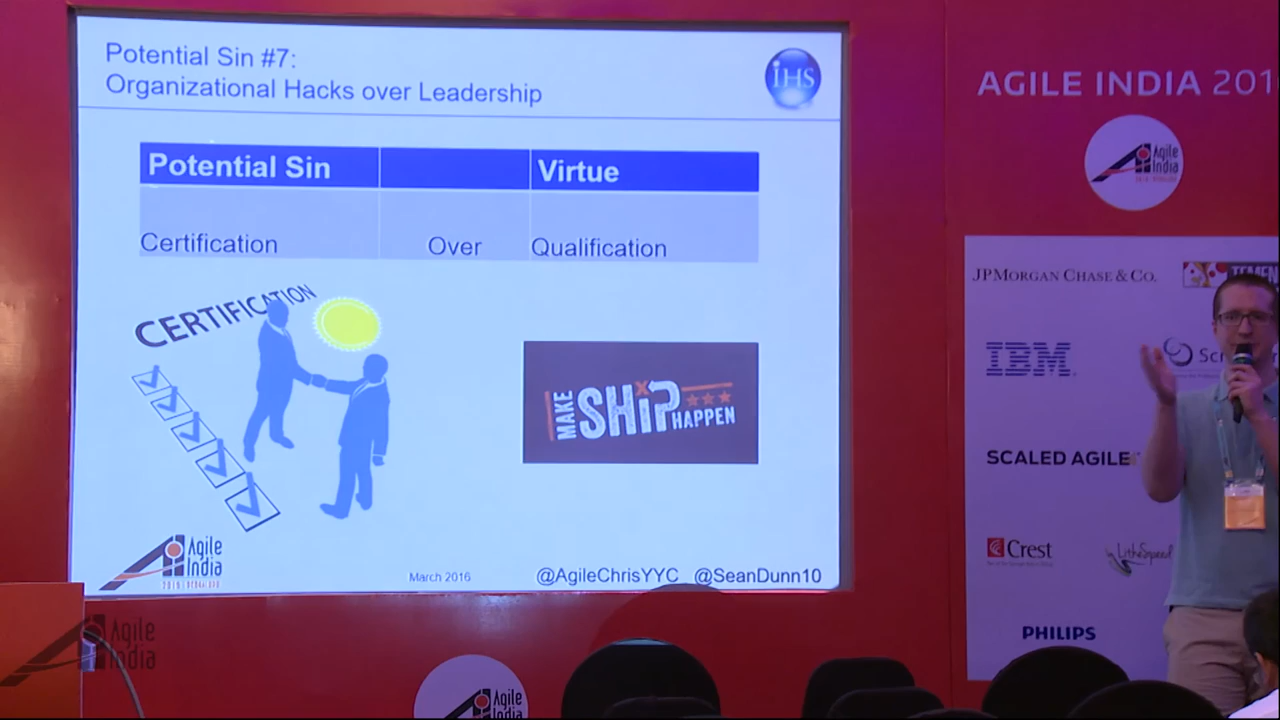 Potential Sin #7:
Organizational Hacks over Leadership
IHS
Potential Sin
Virtue
Certification
Over
Qualification
CERTIFICATION
MAKE
SHiP
HAPPEN
Agile
India
March 2016
@AgileChrisYYC @SeanDunn10
AGILE INDIA 201
Agile
India
JPMORGAN CHASE & CO.
IBM
SCALED AGILE
Crest
LitheSpeed
PHILIPS
Agile
India
Agile
India